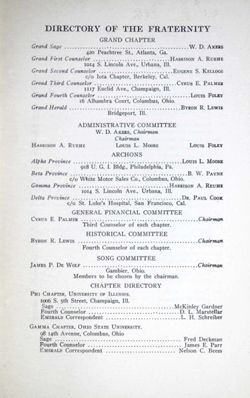 DIRECTORY OF THE FRATERNITY
GRAND CHAPTER
Grand Sage W. D. Akers
420 Peachtree St., Atlanta, Ga.
Grand First Counselor Harrison A. Ruehe
1024 S. Lincoln Ave., Urbana, Ill.
Grand Second Counselor Eugene S. Kellogg
c/o Iota Chapter, Berkeley, Cal.
Grand Third Counselor Cyrus E. Palmer
1117 Euclid Ave., Champaign, Ill.
Grand Fourth Counselor Louis Foley
16 Alhambra Court, Columbus, Ohio.
Grand Herald Byron R. Lewis
Bridgeport, Ill.
ADMINISTRATIVE COMMITTEE
W. D. Akers, Chairman
Chairman
Harrison A. Ruehe Louis L. Moore Louis Foley
ARCHONS
Alpha Province Louis L. Moore
918 U. G. I. Bldg., Philadelphia, Pa.
Beta Province B. W. Payne
c/o White Motor Sales Co., Columbus, Ohio.
Gamma Province Harrison A. Ruehe
1024 S. Lincoln Ave., Urbana, Ill.
Delta Province Dr. Paul Cook
c/o St. Luke's Hospital, San Francisco, Cal.
GENERAL FINANCIAL COMMITTEE
Cyrus E. Palmer Chairman
Third Counselor of each chapter.
HISTORICAL COMMITTEE
Byron R. Lewis Chairman
Fourth Counselor of each chapter.
SONG COMMITTEE
James P. De Wolf Chairman
Gambier, Ohio.
Members to be chosen by the chairman.
CHAPTER DIRECTORY
Phi Chapter, University of Illinois.
1006 S. 5th Street, Champaign, Ill.
Sage McKinley Gardner
Fourth Counselor D. L. Marstellar
Emerald Correspondent L. H. Schreiber
Gamma Chapter, Ohio State University.
98 14th Avenue, Columbus, Ohio
Sage Fred Deckman
Fourth Counselor James E. Parr
Emerald Correspondent Nelson C. Been